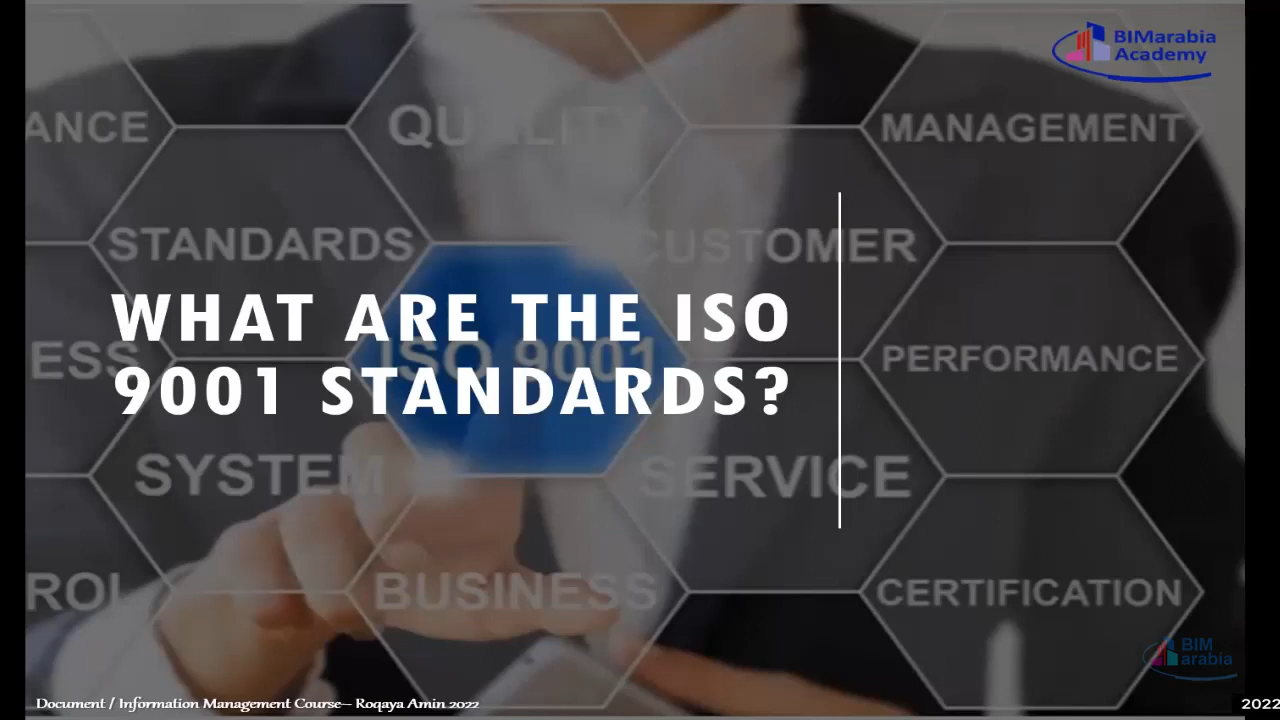 BIMarabia
Academy
ANCE
QUALITY
MANAGEMENT
STANDARDS
CUSTOMER
WHAT ARE THE ISO
ISO 9001
ESS
PERFORMANCE
9001 STANDARDS?
SYSTEM
SERVICE
ROL
BUSINESS
CERTIFICATION
BIM
arabia
Document / Information Management Course– Roqaya Amin 2022
2022